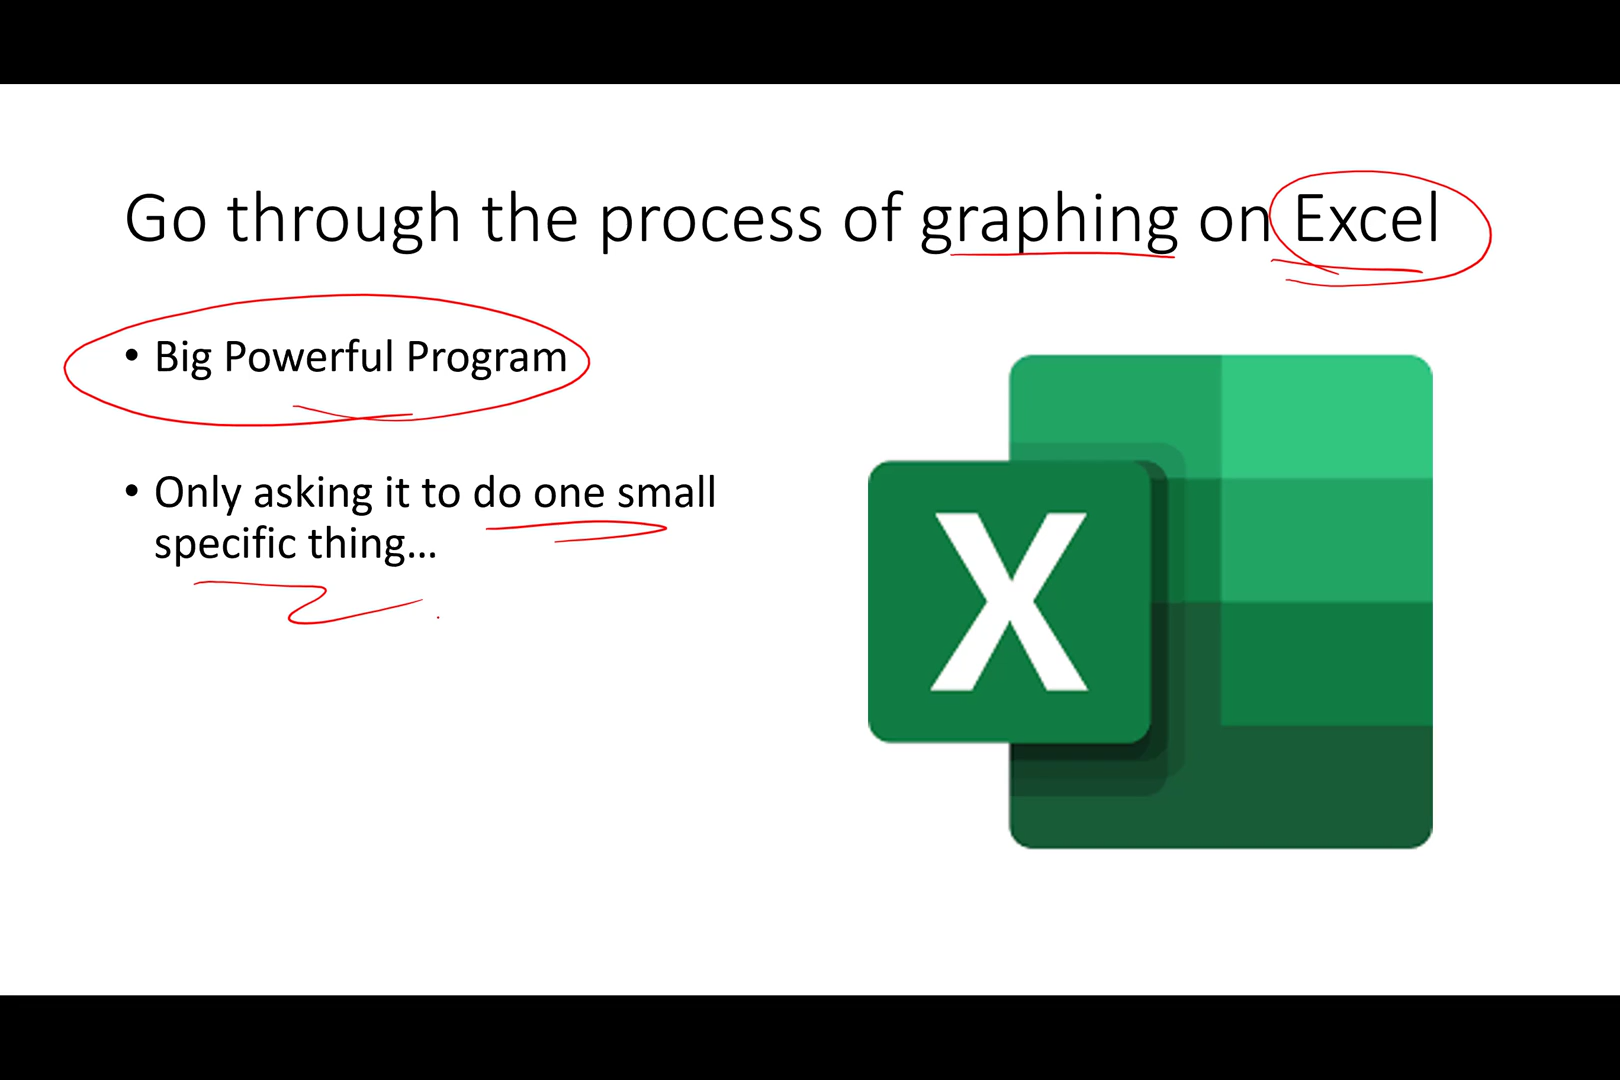 Go through the process of graphing on Excel
• Big Powerful Program
• Only asking it to do one small
specific thing...
X